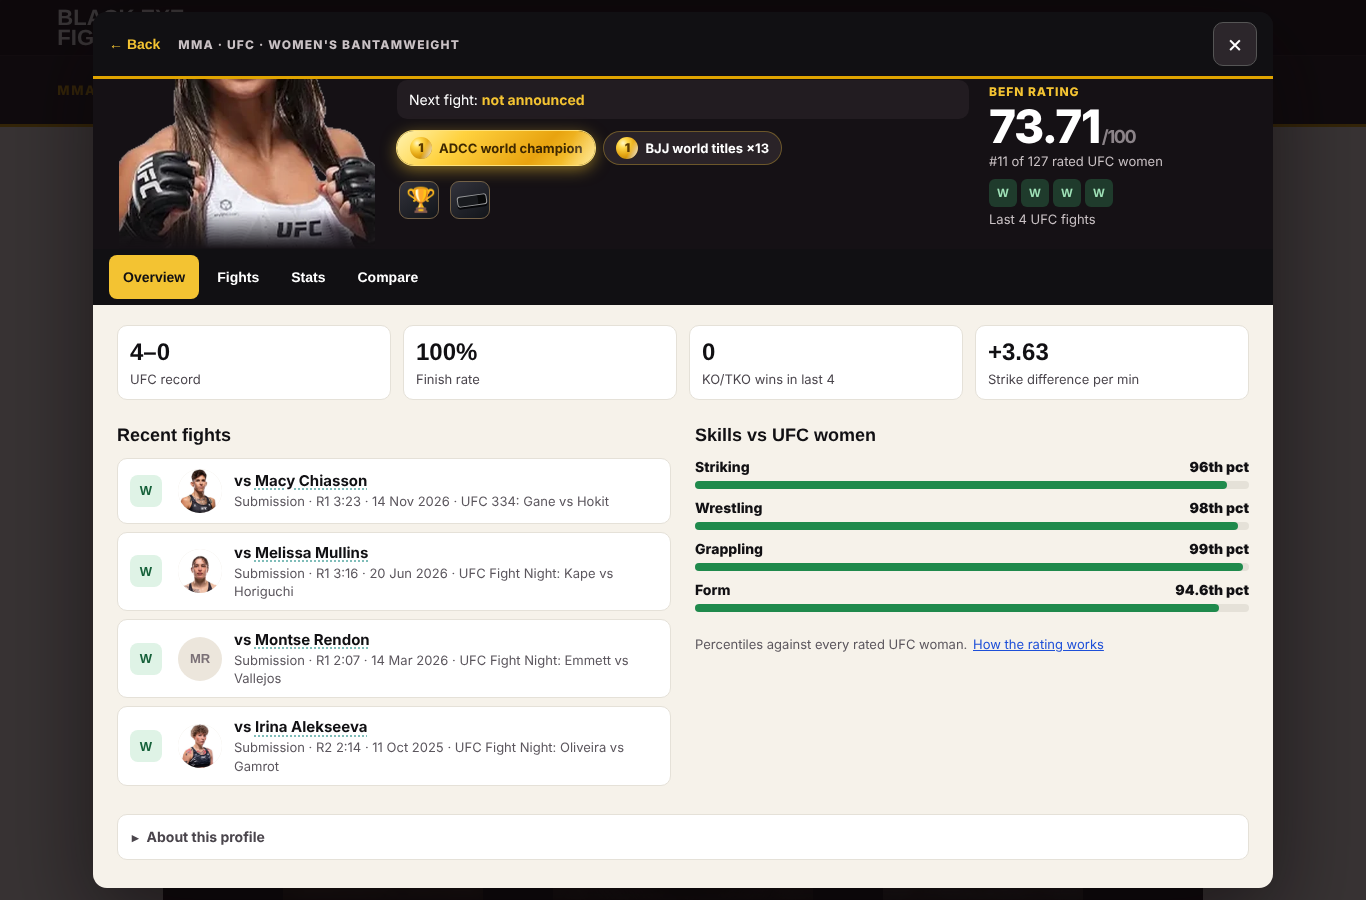 BLACK EYE
FIG
MMA
← Back
MMA · UFC · WOMEN'S BANTAMWEIGHT
×
Next fight: not announced
1 ADCC world champion
1 BJJ world titles ×13
UFC
UFC
BEFN RATING
73.71/100
#11 of 127 rated UFC women
W W W W
Last 4 UFC fights
Overview Fights Stats Compare
4–0
UFC record
100%
Finish rate
0
KO/TKO wins in last 4
+3.63
Strike difference per min
Recent fights
W
vs Macy Chiasson
Submission · R1 3:23 · 14 Nov 2026 · UFC 334: Gane vs Hokit
W
vs Melissa Mullins
Submission · R1 3:16 · 20 Jun 2026 · UFC Fight Night: Kape vs
Horiguchi
W
MR
vs Montse Rendon
Submission · R1 2:07 · 14 Mar 2026 · UFC Fight Night: Emmett vs
Vallejos
W
vs Irina Alekseeva
Submission · R2 2:14 · 11 Oct 2025 · UFC Fight Night: Oliveira vs
Gamrot
Skills vs UFC women
Striking 96th pct
Wrestling 98th pct
Grappling 99th pct
Form 94.6th pct
Percentiles against every rated UFC woman. How the rating works
▸ About this profile